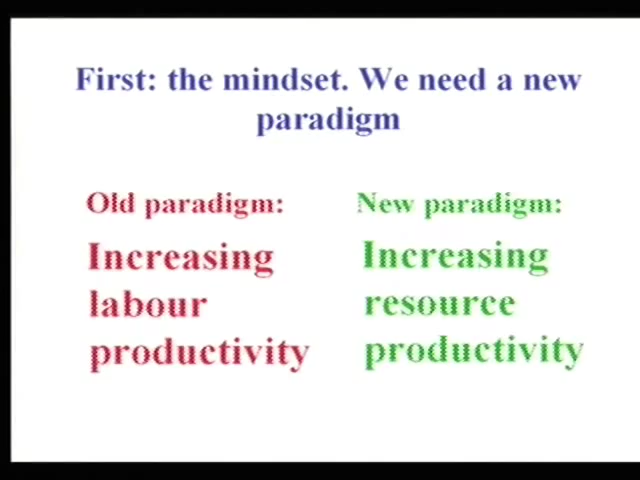 First: the mindset. We need a new
paradigm
Old paradigm:
Increasing
labour
productivity
New paradigm:
Increasing
resource
productivity